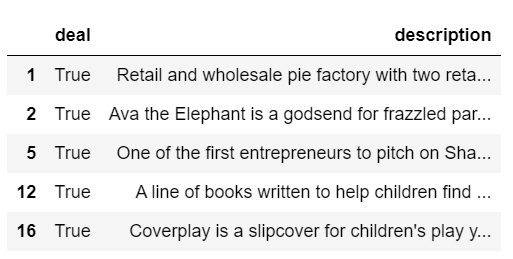 deal description
1 True Retail and wholesale pie factory with two reta...
2 True Ava the Elephant is a godsend for frazzled par...
5 True One of the first entrepreneurs to pitch on Sha...
12 True A line of books written to help children find ...
16 True Coverplay is a slipcover for children's play y...